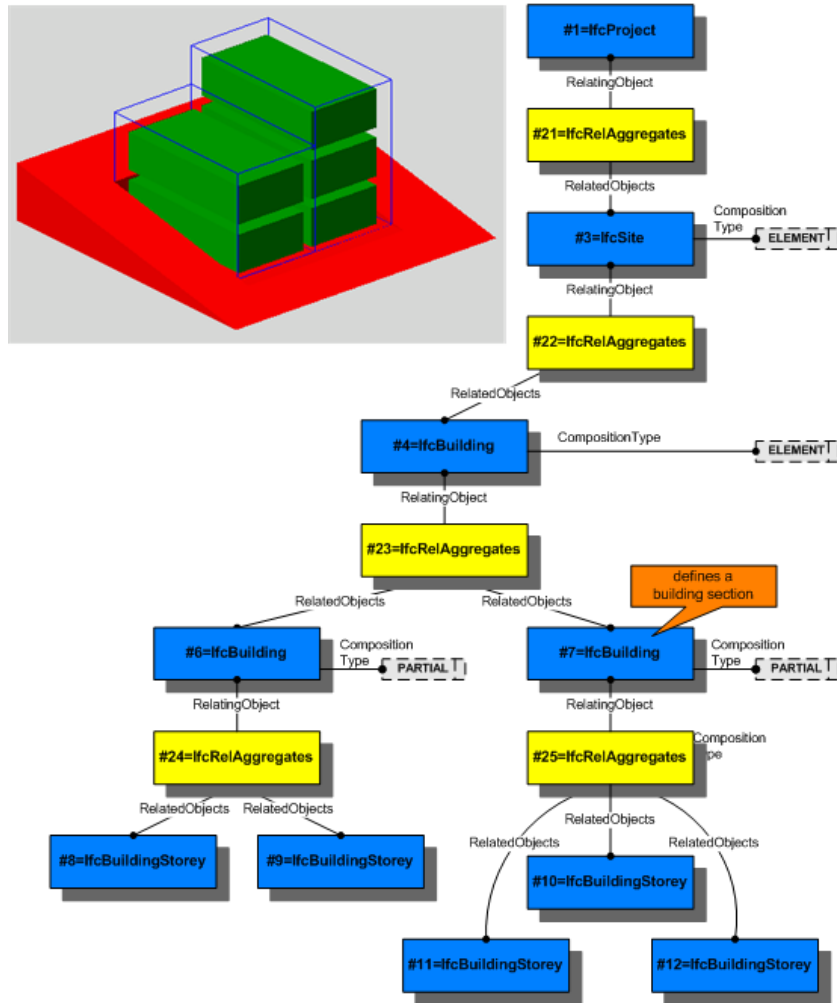 #1=IfcProject
RelatingObject
#21=IfcRelAggregates
RelatedObjects
Composition
Type
#3=IfcSite
ELEMENT
RelatingObject
#22=IfcRelAggregates
RelatedObjects
#4=IfcBuilding
CompositionType
ELEMENT
RelatingObject
#23=IfcRelAggregates
defines a
building section
RelatedObjects
RelatedObjects
#6=IfcBuilding
Composition
Type
PARTIAL
#7=IfcBuilding
Composition
Type
PARTIAL
RelatingObject
RelatingObject
#24=IfcRelAggregates
#25=IfcRelAggregates
Composition
ype
RelatedObjects
RelatedObjects
RelatedObjects
RelatedObjects
RelatedObjects
#8=IfcBuildingStorey
#9=IfcBuildingStorey
#10=IfcBuildingStorey
#11=IfcBuildingStorey
#12=IfcBuildingStorey